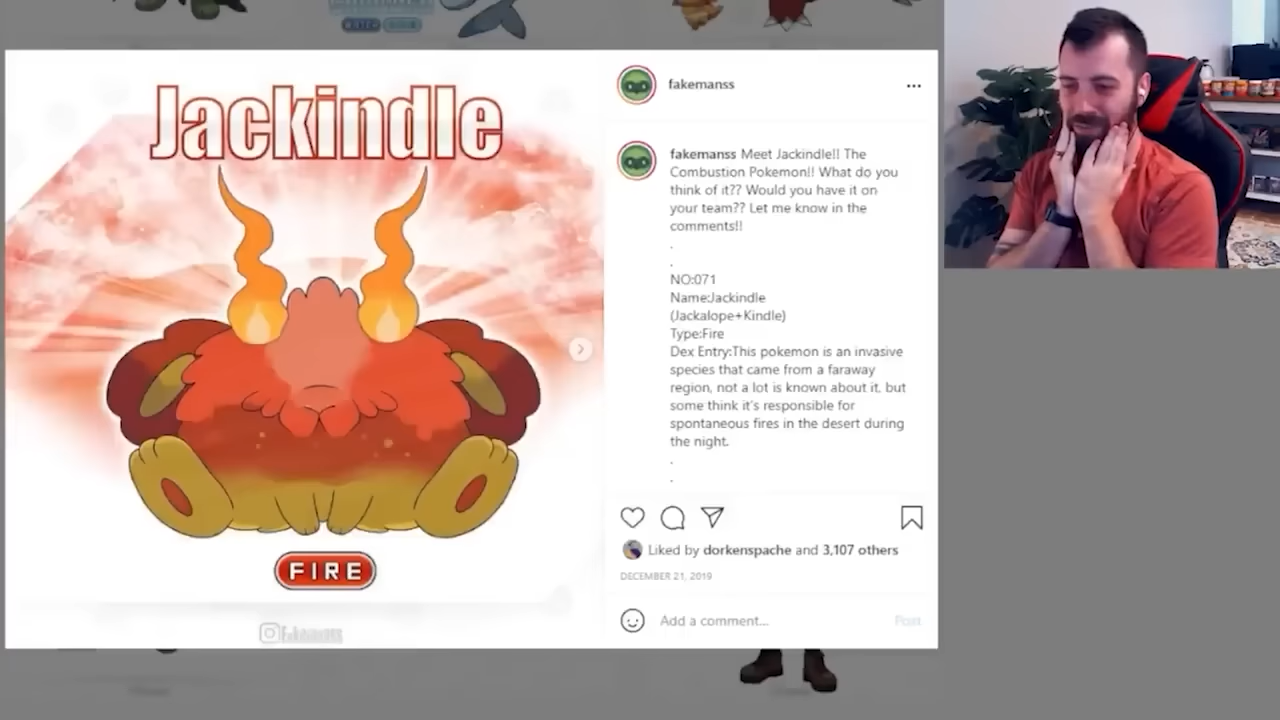 Jackindle
FIRE
Fakemanss
fakemanss
fakemanss Meet Jackindle!! The
Combustion Pokemon!! What do you
think of it?? Would you have it on
your team?? Let me know in the
comments!!
.
.
NO:071
Name:Jackindle
(Jackalope+Kindle)
Type:Fire
Dex Entry:This pokemon is an invasive
species that came from a faraway
region, not a lot is known about it, but
some think it's responsible for
spontaneous fires in the desert during
the night.
.
.
Liked by dorkenspache and 3,107 others
DECEMBER 21, 2019
Add a comment...
Post